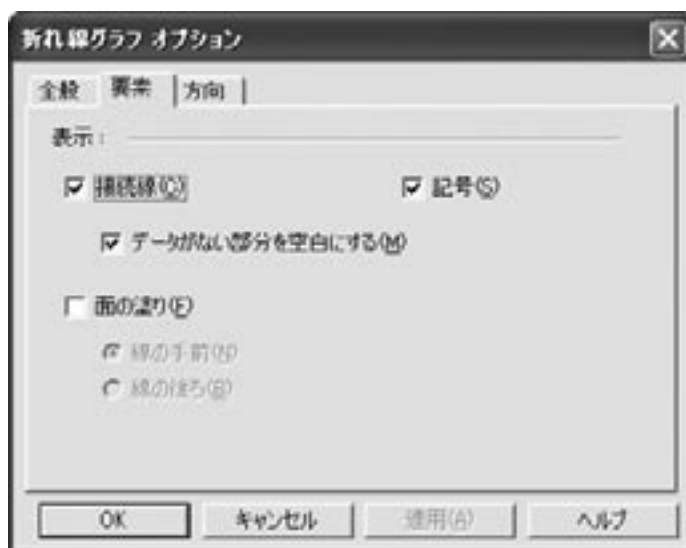 折れ線グラフ オプション
全般 要素 方向
表示:
接続線(C) 記号(S)
データがない部分を空白にする(M)
面の塗り(F)
線の手前(N)
線の後ろ(B)
OK キャンセル 適用(A) ヘルプ